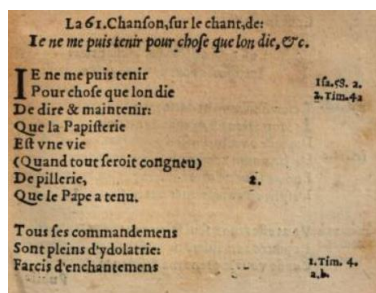 La 61. Chanſon, ſur le chant, de:
Ie ne me puis tenir pour choſe que lon die, &c.
IE ne me puis tenir
Pour choſe que lon die
Iſa. 58. 2.
2. Tim. 4 2
De dire & maintenir:
Que la Papiſterie
Eſt vne vie
(Quand tout ſeroit congneu)
De pillerie, 2.
Que le Pape a tenu.
Tous ſes commandemens
Sont pleins d'ydolatrie:
Farcis d'enchantemens
1. Tim. 4.
a. b.